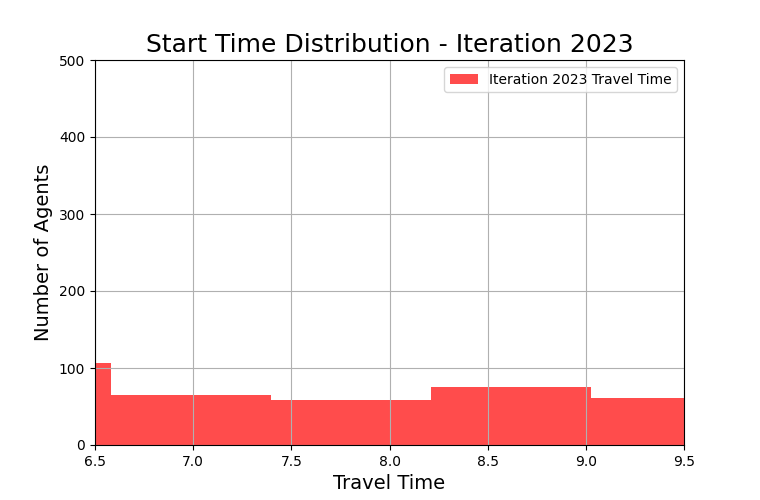 Start Time Distribution - Iteration 2023
Iteration 2023 Travel Time
Number of Agents
500
400
300
200
100
0
6.5 7.0 7.5 8.0 8.5 9.0 9.5
Travel Time